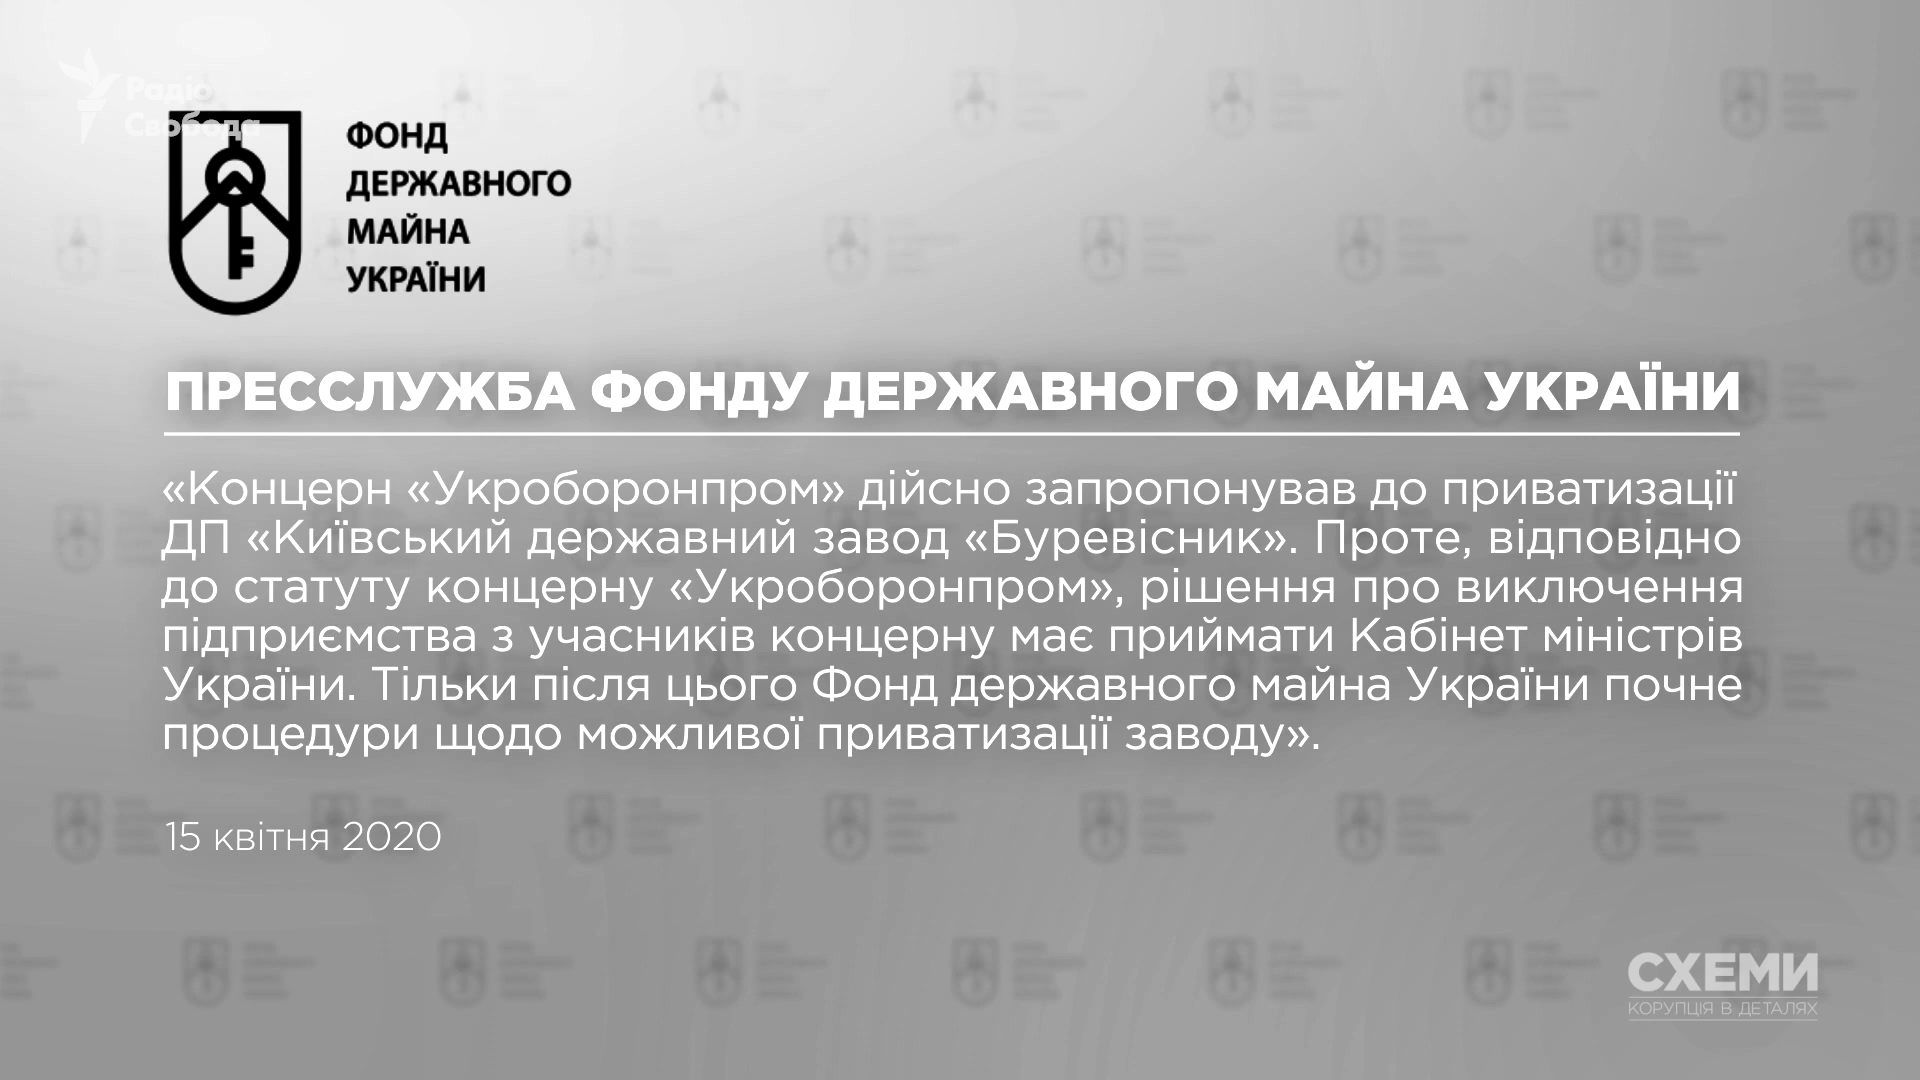 Радіо
Свобода
ФОНД
ДЕРЖАВНОГО
МАЙНА
УКРАЇНИ
ПРЕССЛУЖБА ФОНДУ ДЕРЖАВНОГО МАЙНА УКРАЇНИ
«Концерн «Укроборонпром» дійсно запропонував до приватизації
ДП «Київський державний завод «Буревісник». Проте, відповідно
до статуту концерну «Укроборонпром», рішення про виключення
підприємства з учасників концерну має приймати Кабінет міністрів
України. Тільки після цього Фонд державного майна України почне
процедури щодо можливої приватизації заводу».
15 квітня 2020
СХЕМИ
КОРУПЦІЯ В ДЕТАЛЯХ